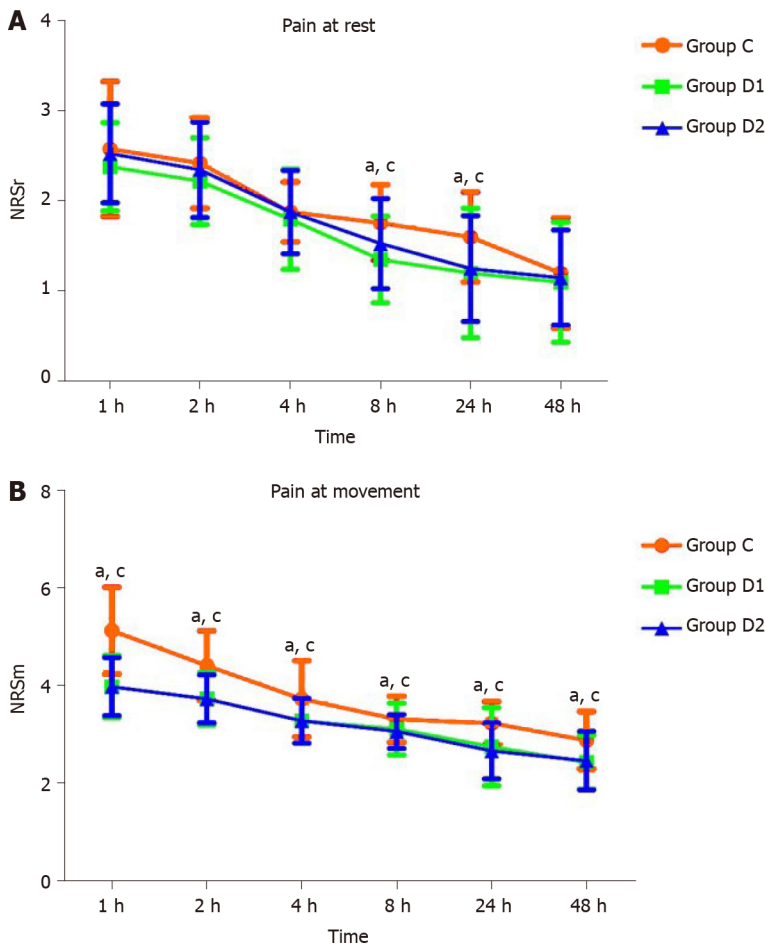 A
Pain at rest
4
3
2
1
0
NRSr
a, c
a, c
1 h 2 h 4 h 8 h 24 h 48 h
Time
Group C
Group D1
Group D2
B
Pain at movement
8
6
4
2
0
NRSm
a, c
a, c
a, c
a, c
a, c
a, c
1 h 2 h 4 h 8 h 24 h 48 h
Time
Group C
Group D1
Group D2